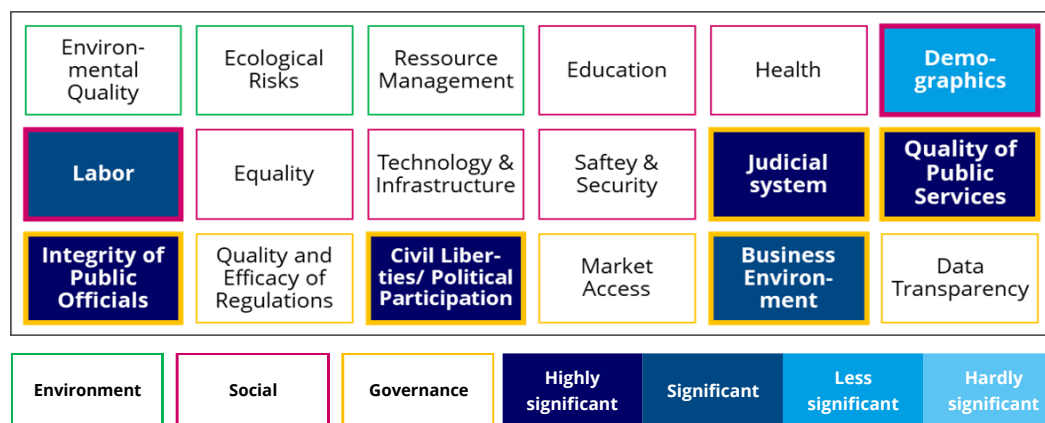 Environ-
mental
Quality
Ecological
Risks
Ressource
Management
Education
Health
Demo-
graphics
Labor
Equality
Technology &
Infrastructure
Saftey &
Security
Judicial
system
Quality of
Public
Services
Integrity of
Public
Officials
Quality and
Efficacy of
Regulations
Civil Liber-
ties/ Political
Participation
Market
Access
Business
Environ-
ment
Data
Transparency
Environment
Social
Governance
Highly
significant
Significant
Less
significant
Hardly
significant